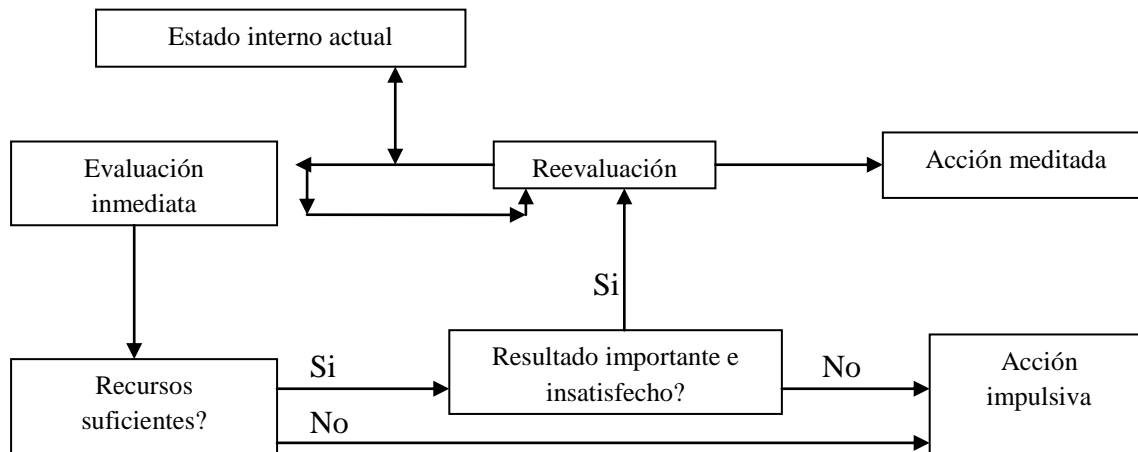 Estado interno actual
Evaluación
inmediata
Reevaluación
Acción meditada
Si
Recursos
suficientes?
Si
No
Resultado importante e
insatisfecho?
No
Acción
impulsiva